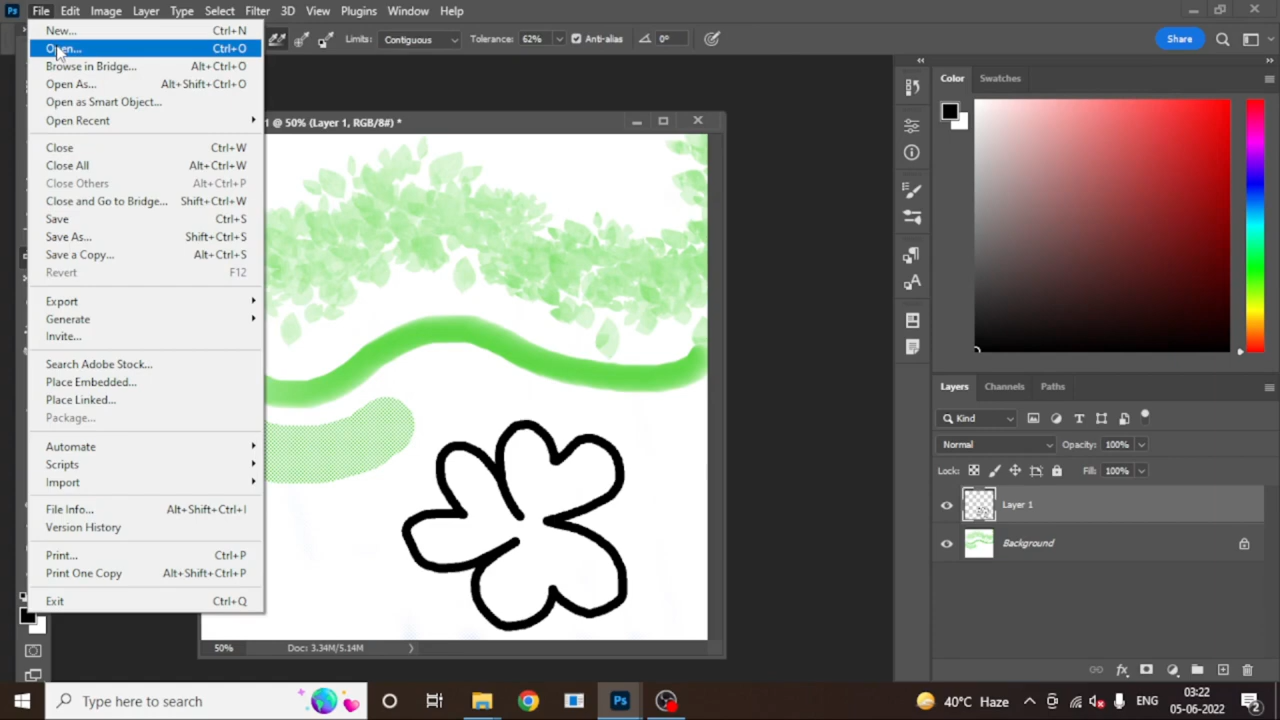 Ps File Edit Image Layer Type Select Filter 3D View Plugins Window Help
Limits: Contiguous Tolerance: 62% Anti-alias 0° Share
New... Ctrl+N
Open... Ctrl+O
Browse in Bridge... Alt+Ctrl+O
Open As... Alt+Shift+Ctrl+O
Open as Smart Object...
Open Recent
Close Ctrl+W
Close All Alt+Ctrl+W
Close Others Alt+Ctrl+P
Close and Go to Bridge... Shift+Ctrl+W
Save Ctrl+S
Save As... Shift+Ctrl+S
Save a Copy... Alt+Ctrl+S
Revert F12
Export
Generate
Invite...
Search Adobe Stock...
Place Embedded...
Place Linked...
Package...
Automate
Scripts
Import
File Info... Alt+Shift+Ctrl+I
Version History
Print... Ctrl+P
Print One Copy Alt+Shift+Ctrl+P
Exit Ctrl+Q
1 @ 50% (Layer 1, RGB/8#) *
50% Doc: 3.34M/5.14M
Color Swatches
Layers Channels Paths
Kind
Normal Opacity: 100%
Lock: Fill: 100%
Layer 1
Background
fx
Type here to search
Ps
40°C Haze
ENG
03:22
05-06-2022
2